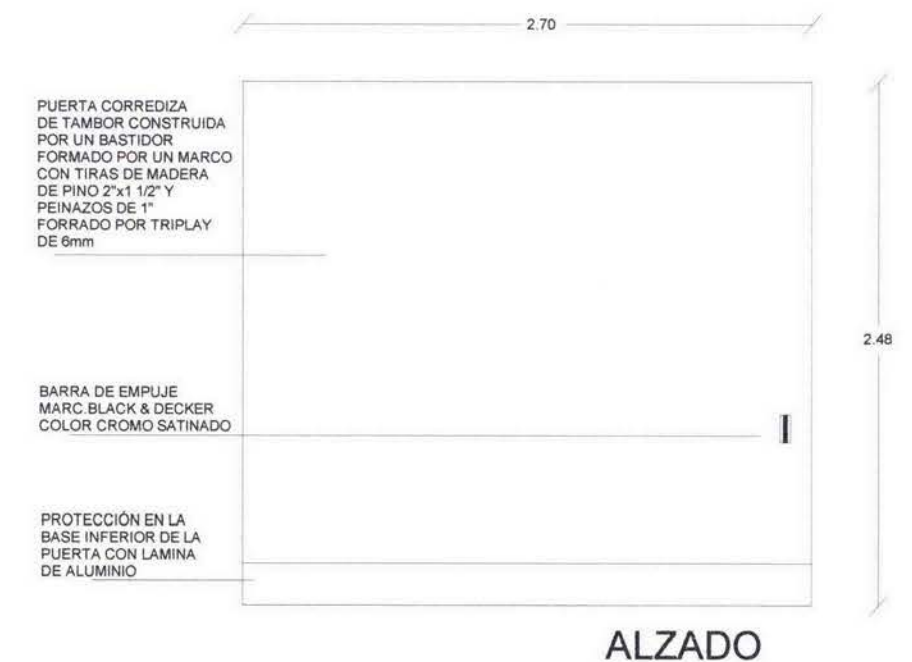 2.70
PUERTA CORREDIZA
DE TAMBOR CONSTRUIDA
POR UN BASTIDOR
FORMADO POR UN MARCO
CON TIRAS DE MADERA
DE PINO 2"x1 1/2" Y
PEINAZOS DE 1"
FORRADO POR TRIPLAY
DE 6mm
2.48
BARRA DE EMPUJE
MARC.BLACK & DECKER
COLOR CROMO SATINADO
PROTECCIÓN EN LA
BASE INFERIOR DE LA
PUERTA CON LAMINA
DE ALUMINIO
ALZADO